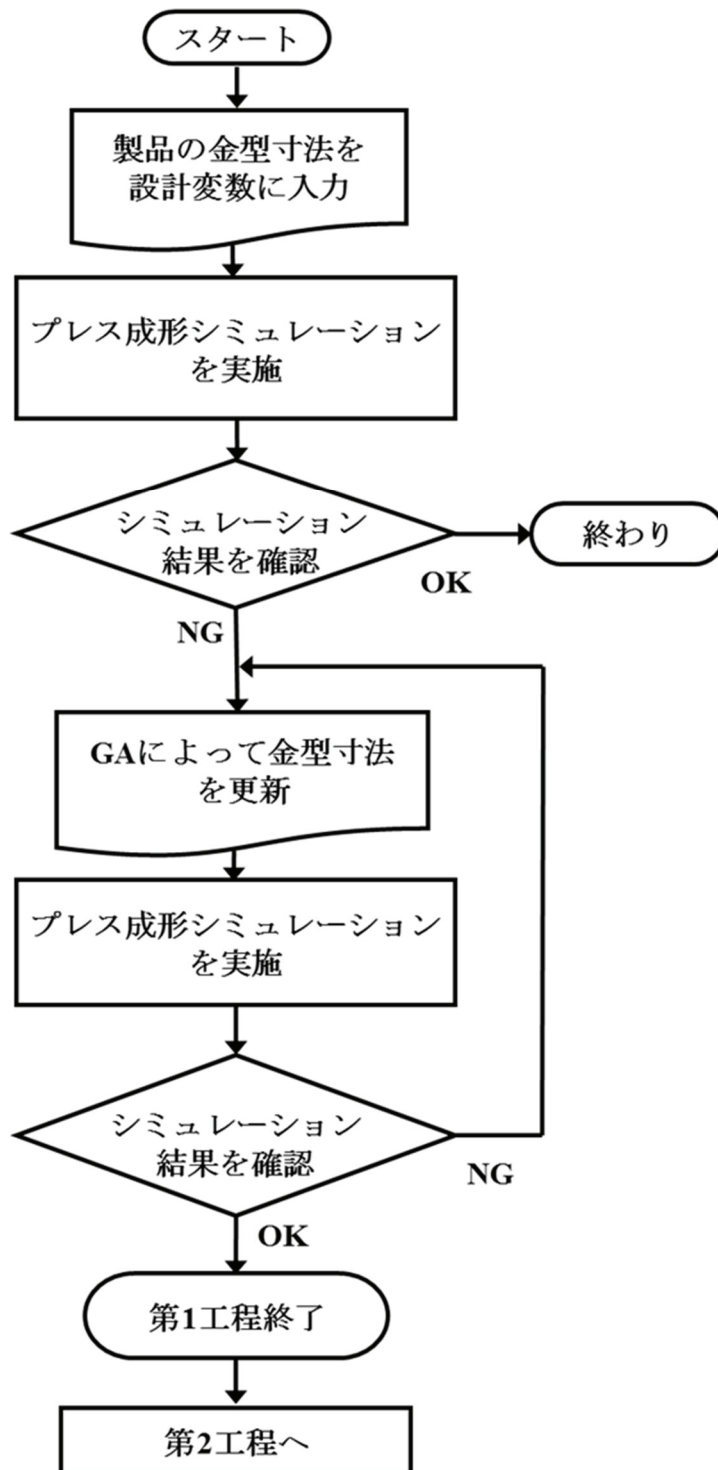 スタート
製品の金型寸法を
設計変数に入力
プレス成形シミュレーション
を実施
シミュレーション
結果を確認
終わり
OK
NG
GAによって金型寸法
を更新
プレス成形シミュレーション
を実施
シミュレーション
結果を確認
NG
OK
第1工程終了
第2工程へ